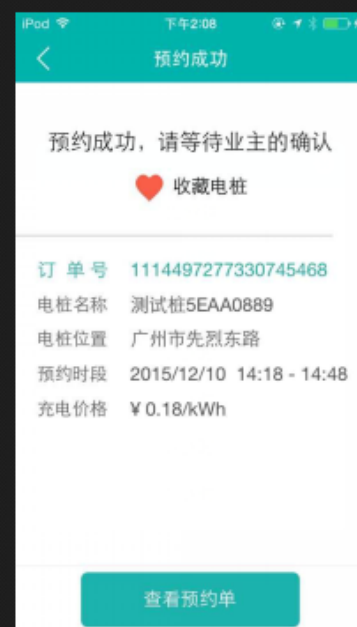 iPod 下午2:08
预约成功
预约成功，请等待业主的确认
收藏电桩
订 单 号 1114497277330745468
电桩名称 测试桩5EAA0889
电桩位置 广州市先烈东路
预约时段 2015/12/10 14:18 - 14:48
充电价格 ¥ 0.18/kWh
查看预约单